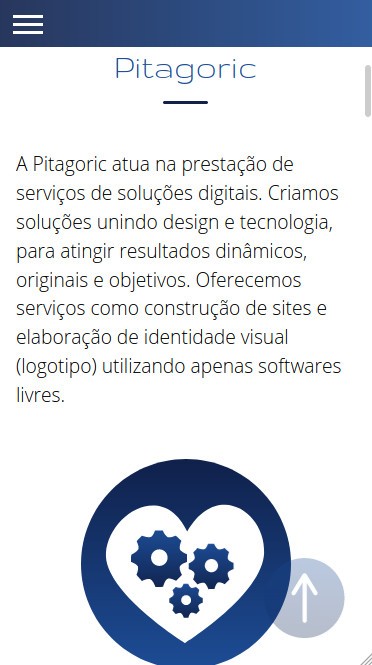 Pitagoric
A Pitagoric atua na prestação de
serviços de soluções digitais. Criamos
soluções unindo design e tecnologia,
para atingir resultados dinâmicos,
originais e objetivos. Oferecemos
serviços como construção de sites e
elaboração de identidade visual
(logotipo) utilizando apenas softwares
livres.